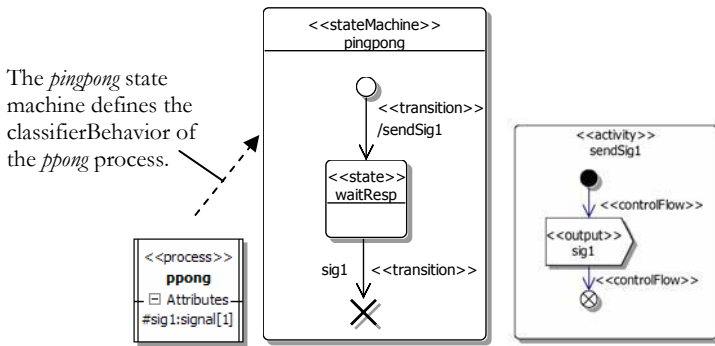 The pingpong state
machine defines the
classifierBehavior of
the ppong process.
<<stateMachine>>
pingpong
<<transition>>
/sendSig1
<<state>>
waitResp
sig1 <<transition>>
<<process>>
ppong
Attributes
#sig1:signal[1]
<<activity>>
sendSig1
<<controlFlow>>
<<output>>
sig1
<<controlFlow>>